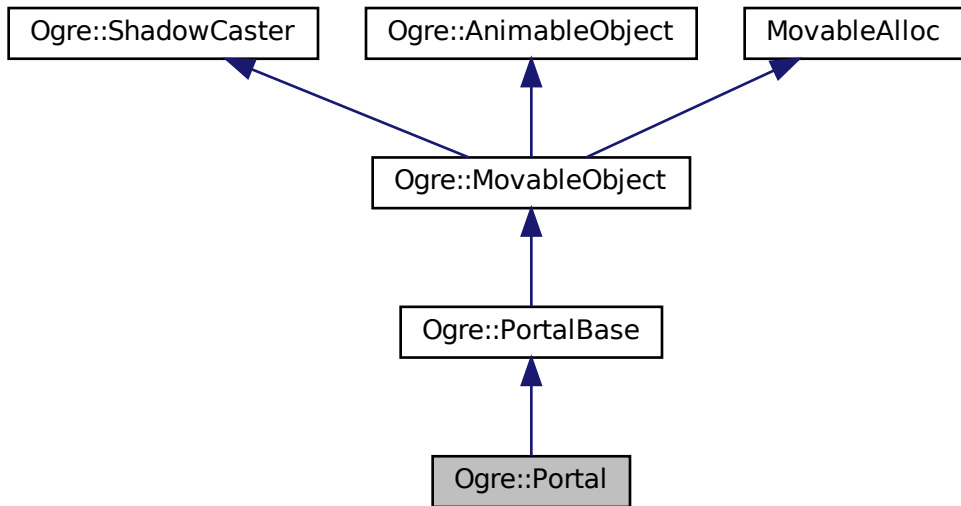 Ogre::ShadowCaster
Ogre::AnimableObject
MovableAlloc
Ogre::MovableObject
Ogre::PortalBase
Ogre::Portal